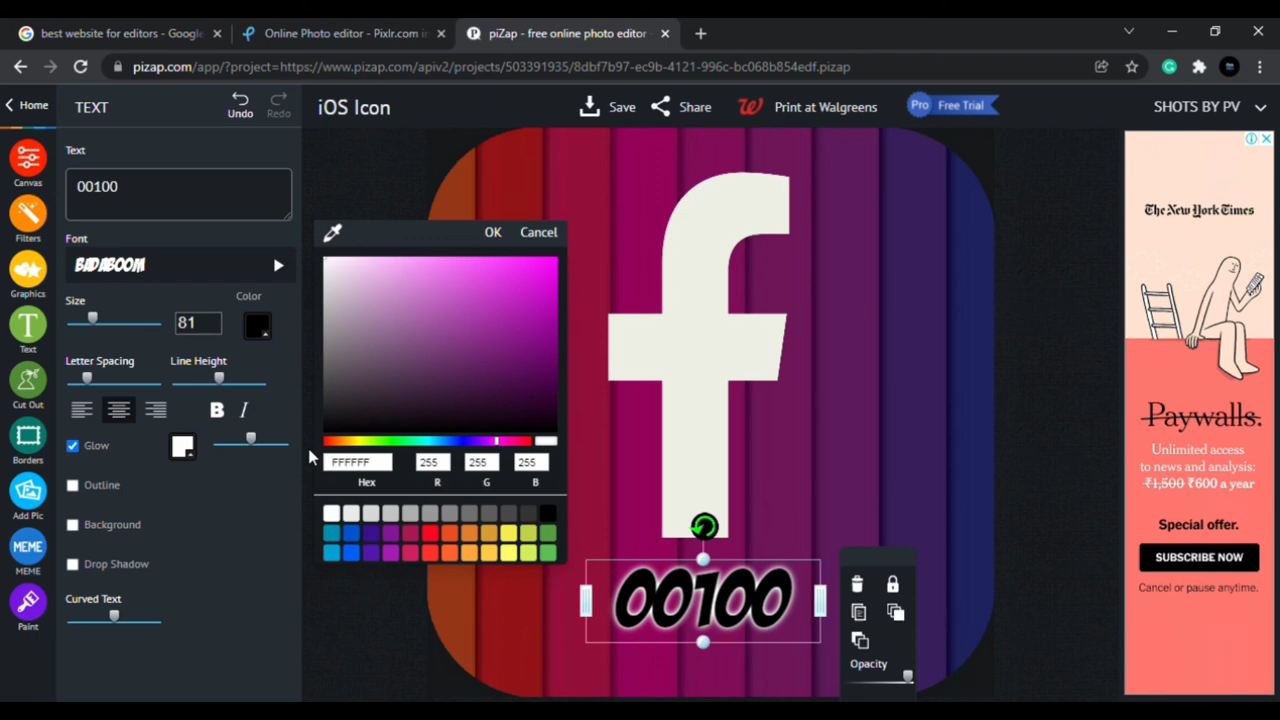 best website for editors - Google
Online Photo editor - Pixlr.com i
piZap - free online photo editor
pizap.com/app/?project=https://www.pizap.com/apiv2/projects/503391935/8dbf7b97-ec9b-4121-996c-bc068b854edf.pizap
Home
TEXT
Undo
Redo
iOS Icon
Save
Share
Print at Walgreens
Pro
Free Trial
SHOTS BY PV
Canvas
Filters
Graphics
Text
Cut Out
Borders
Add Pic
MEME
MEME
Paint
Text
00100
Font
BADABOOM
Size
Color
81
Letter Spacing
Line Height
B I
Glow
Outline
Background
Drop Shadow
Curved Text
OK
Cancel
FFFFFF
255
255
255
Hex
R
G
B
f
00100
Opacity
The New York Times
Paywalls.
Unlimited access
to news and analysis:
₹1,500 ₹600 a year
Special offer.
SUBSCRIBE NOW
Cancel or pause anytime.